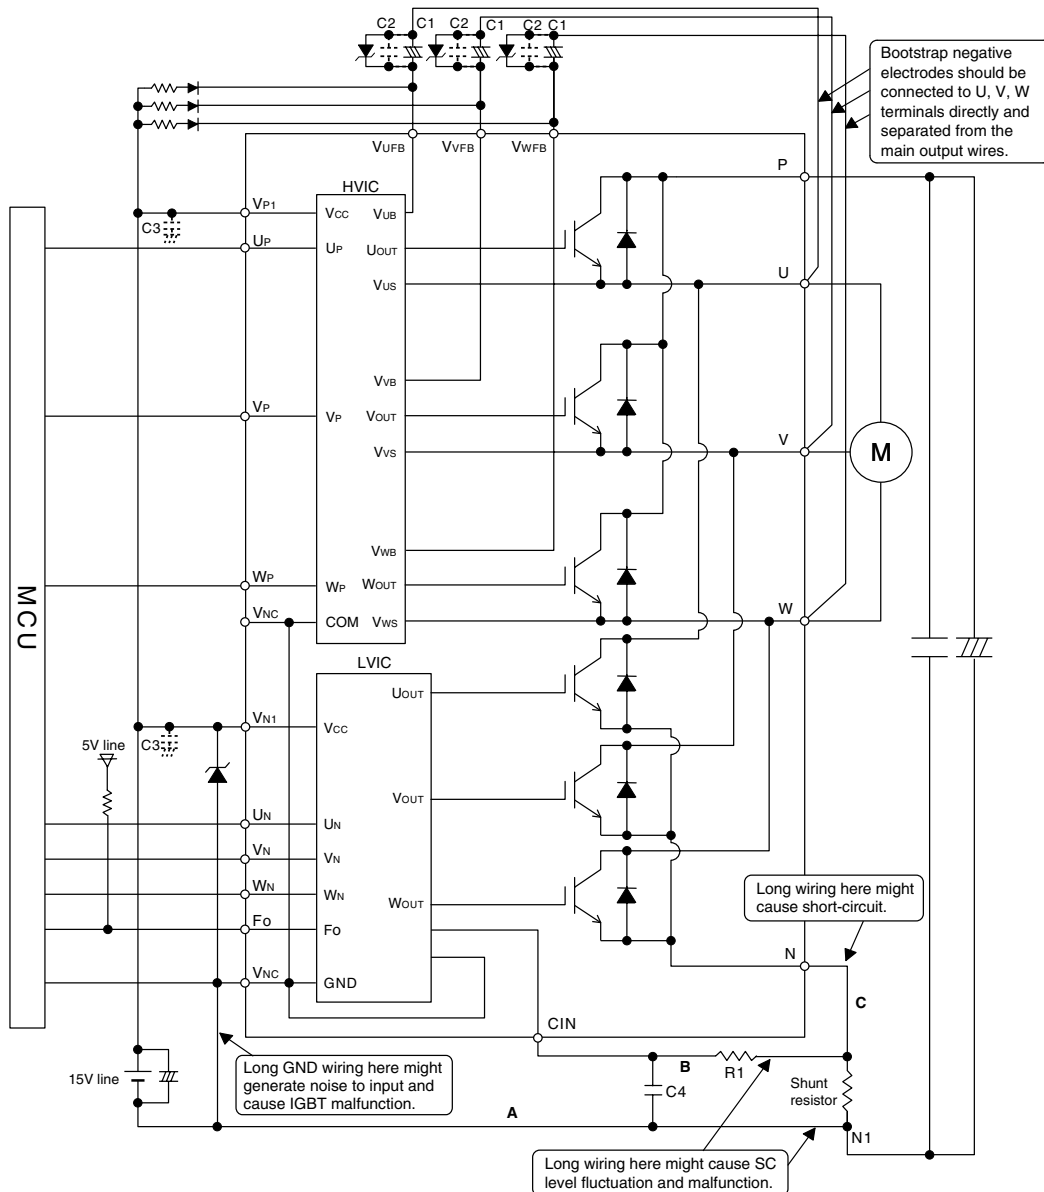 C2 C1 C2 C1 C2 C1
Bootstrap negative
electrodes should be
connected to U, V, W
terminals directly and
separated from the
main output wires.
VUFB VVFB VWFB
P
HVIC
VP1 VCC VUB
C3
UP UP UOUT
U
VUS
VVB
VP VP VOUT
V
VVS
M
VWB
WP WP WOUT
W
VNC COM VWS
MCU
LVIC
UOUT
VN1 VCC
5V line C3
VOUT
UN UN
VN VN
WN WN WOUT
Long wiring here might
cause short-circuit.
FO FO
N
VNC GND
C
CIN
Long GND wiring here might
generate noise to input and
cause IGBT malfunction.
15V line
B
R1
C4
Shunt
resistor
A
N1
Long wiring here might cause SC
level fluctuation and malfunction.